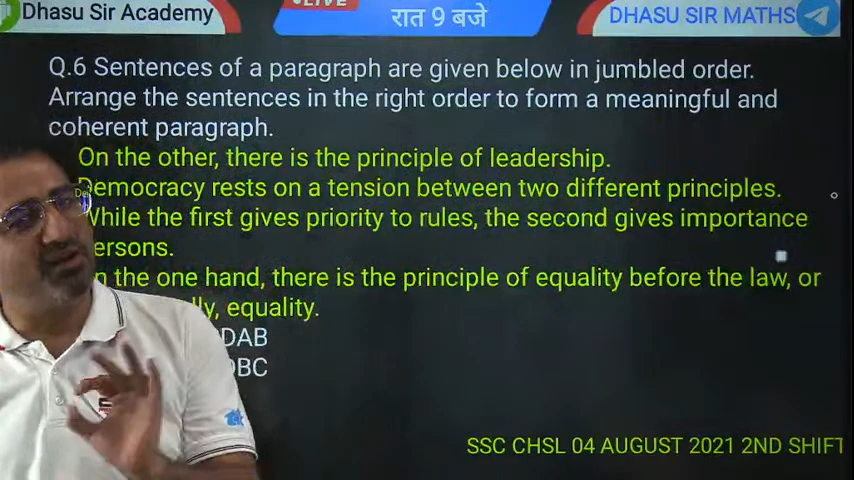 Dhasu Sir Academy
LIVE
रात 9 बजे
DHASU SIR MATHS
Q.6 Sentences of a paragraph are given below in jumbled order.
Arrange the sentences in the right order to form a meaningful and
coherent paragraph.
On the other, there is the principle of leadership.
Democracy rests on a tension between two different principles.
While the first gives priority to rules, the second gives importance
the one hand, there is the principle of equality before the law, or
equality.
DAB
BC
SSC CHSL 04 AUGUST 2021 2ND SHIFT